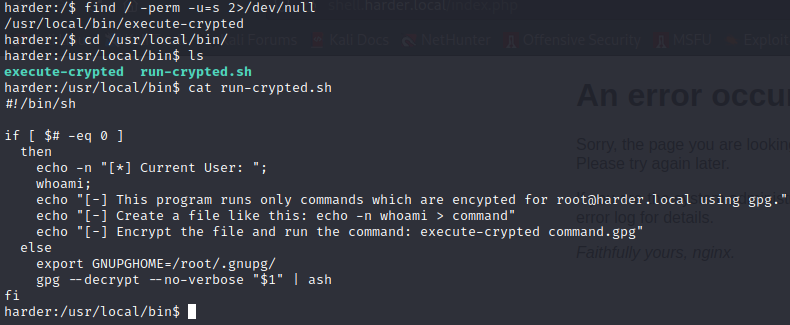 harder:/$ find / -perm -u=s 2>/dev/null
/usr/local/bin/execute-crypted
harder:/$ cd /usr/local/bin/
harder:/usr/local/bin$ ls
execute-crypted  run-crypted.sh
harder:/usr/local/bin$ cat run-crypted.sh
#!/bin/sh

if [ $# -eq 0 ]
  then
    echo -n "[*] Current User: ";
    whoami;
    echo "[-] This program runs only commands which are encypted for root@harder.local using gpg."
    echo "[-] Create a file like this: echo -n whoami > command"
    echo "[-] Encrypt the file and run the command: execute-crypted command.gpg"
  else
    export GNUPGHOME=/root/.gnupg/
    gpg --decrypt --no-verbose "$1" | ash
fi
harder:/usr/local/bin$
harder.local/index.php
Kali Forums Kali Docs NetHunter Offensive Security MSFU Exploi
An error occu
Sorry, the page you are lookin
Please try again later.
error log for details.
Faithfully yours, nginx.